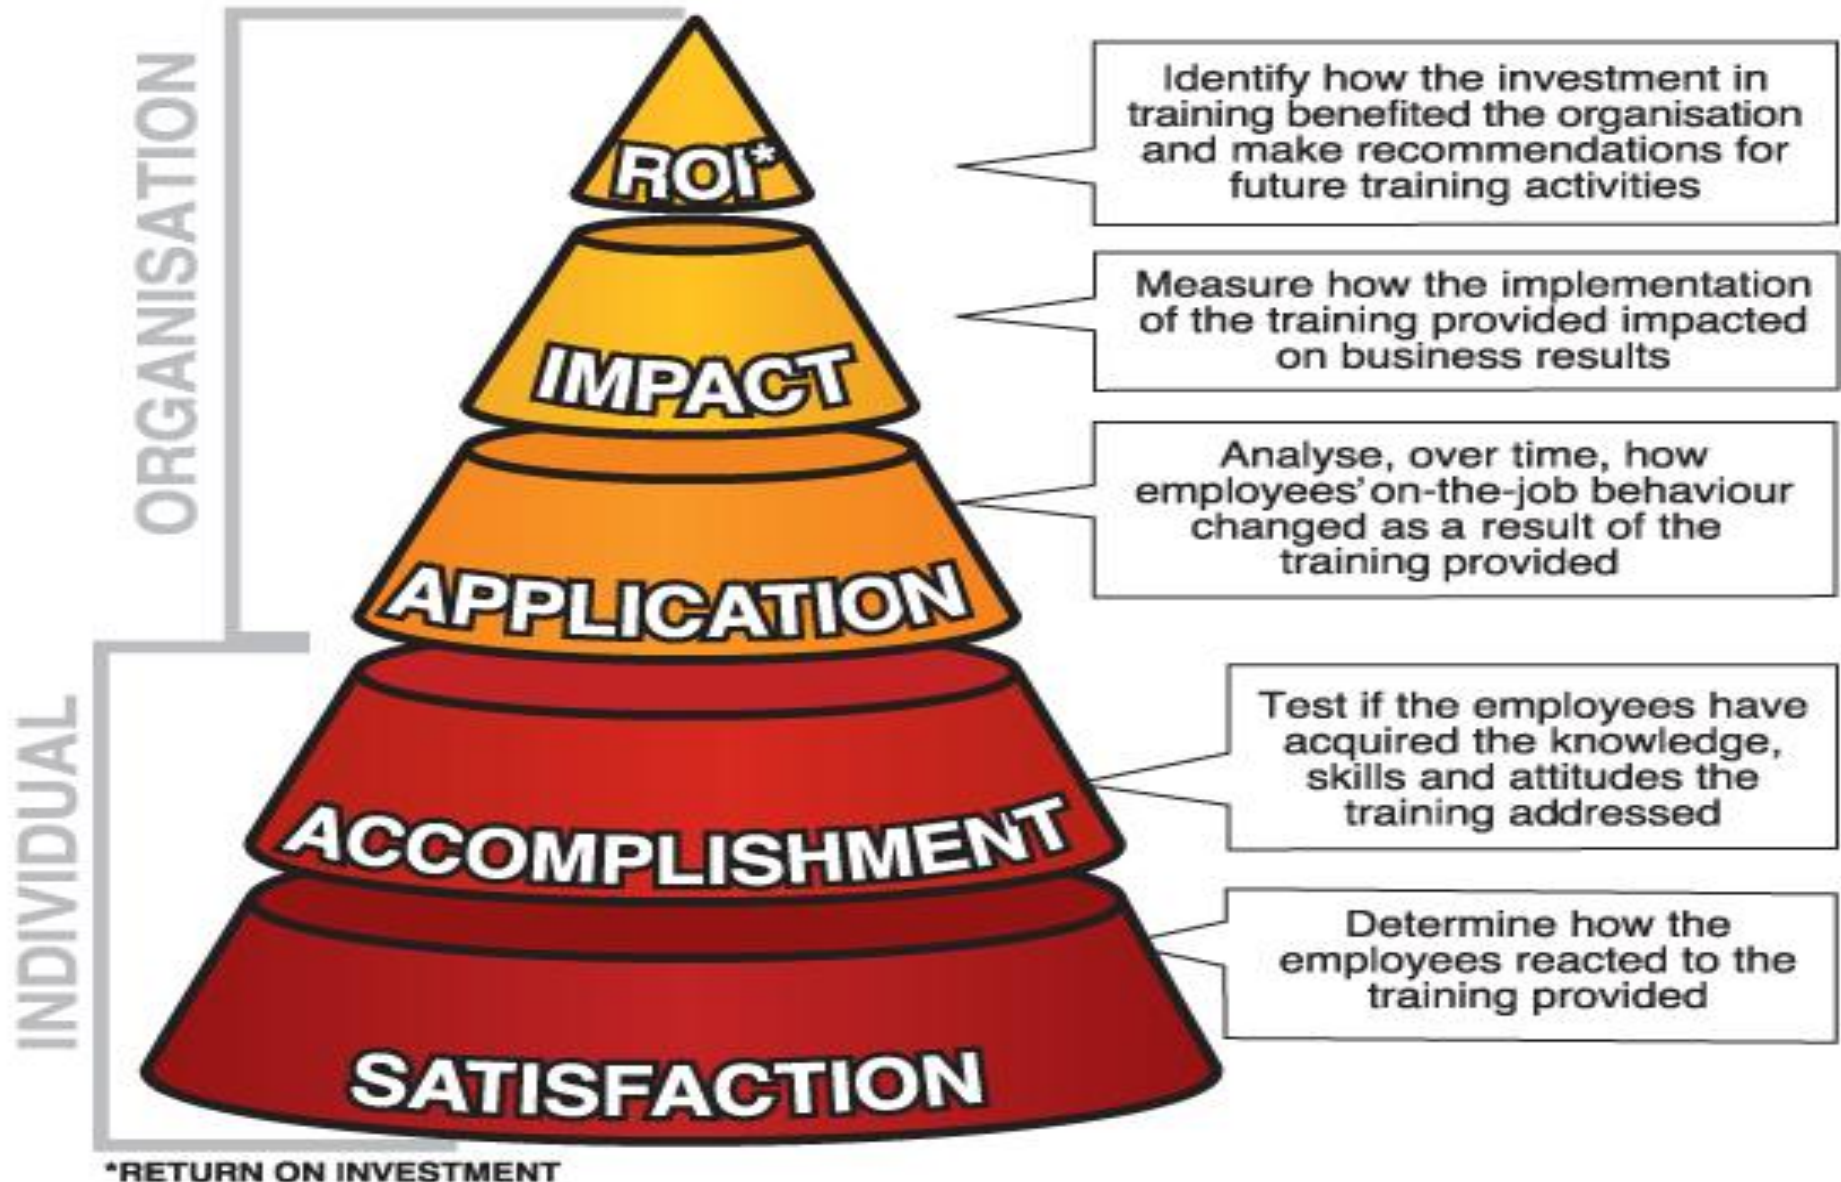 ORGANISATION
ROI*
Identify how the investment in
training benefited the organisation
and make recommendations for
future training activities
IMPACT
Measure how the implementation
of the training provided impacted
on business results
APPLICATION
Analyse, over time, how
employees' on-the-job behaviour
changed as a result of the
training provided
INDIVIDUAL
ACCOMPLISHMENT
Test if the employees have
acquired the knowledge,
skills and attitudes the
training addressed
SATISFACTION
Determine how the
employees reacted to the
training provided
*RETURN ON INVESTMENT